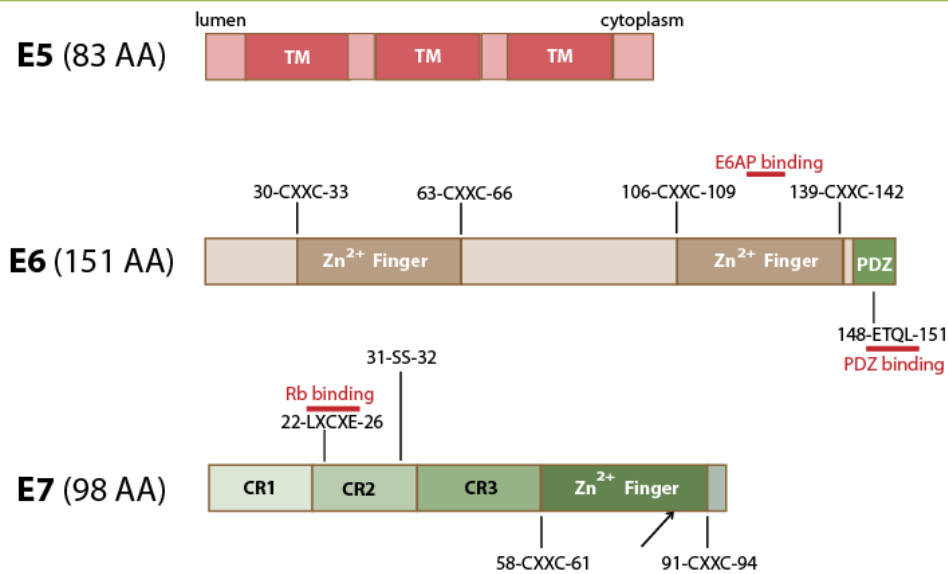 lumen cytoplasm
E5 (83 AA)
TM TM TM
E6AP binding
30-CXXC-33 63-CXXC-66 106-CXXC-109 139-CXXC-142
E6 (151 AA)
Zn²⁺ Finger Zn²⁺ Finger PDZ
148-ETQL-151
PDZ binding
31-SS-32
Rb binding
22-LXCXE-26
E7 (98 AA)
CR1 CR2 CR3 Zn²⁺ Finger
58-CXXC-61 91-CXXC-94